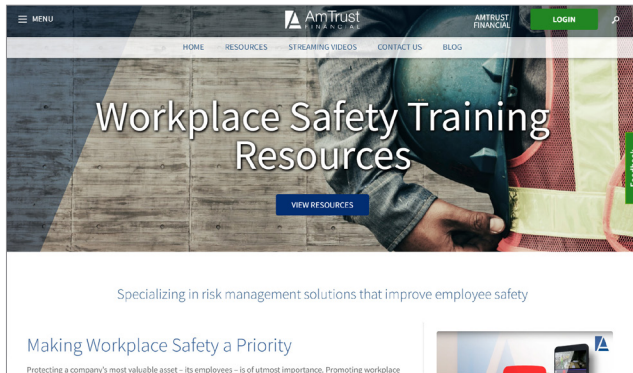 MENU
AmTrust
FINANCIAL
AMTRUST
FINANCIAL
LOGIN
HOME RESOURCES STREAMING VIDEOS CONTACT US BLOG
Workplace Safety Training
Resources
VIEW RESOURCES
Specializing in risk management solutions that improve employee safety
Making Workplace Safety a Priority
Protecting a company's most valuable asset – its employees – is of utmost importance. Promoting workplace